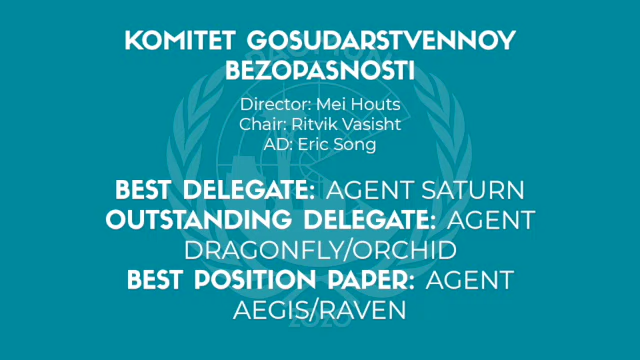 KOMITET GOSUDARSTVENNOY
BEZOPASNOSTI
Director: Mei Houts
Chair: Ritvik Vasisht
AD: Eric Song
BEST DELEGATE: AGENT SATURN
OUTSTANDING DELEGATE: AGENT
DRAGONFLY/ORCHID
BEST POSITION PAPER: AGENT
AEGIS/RAVEN
2020